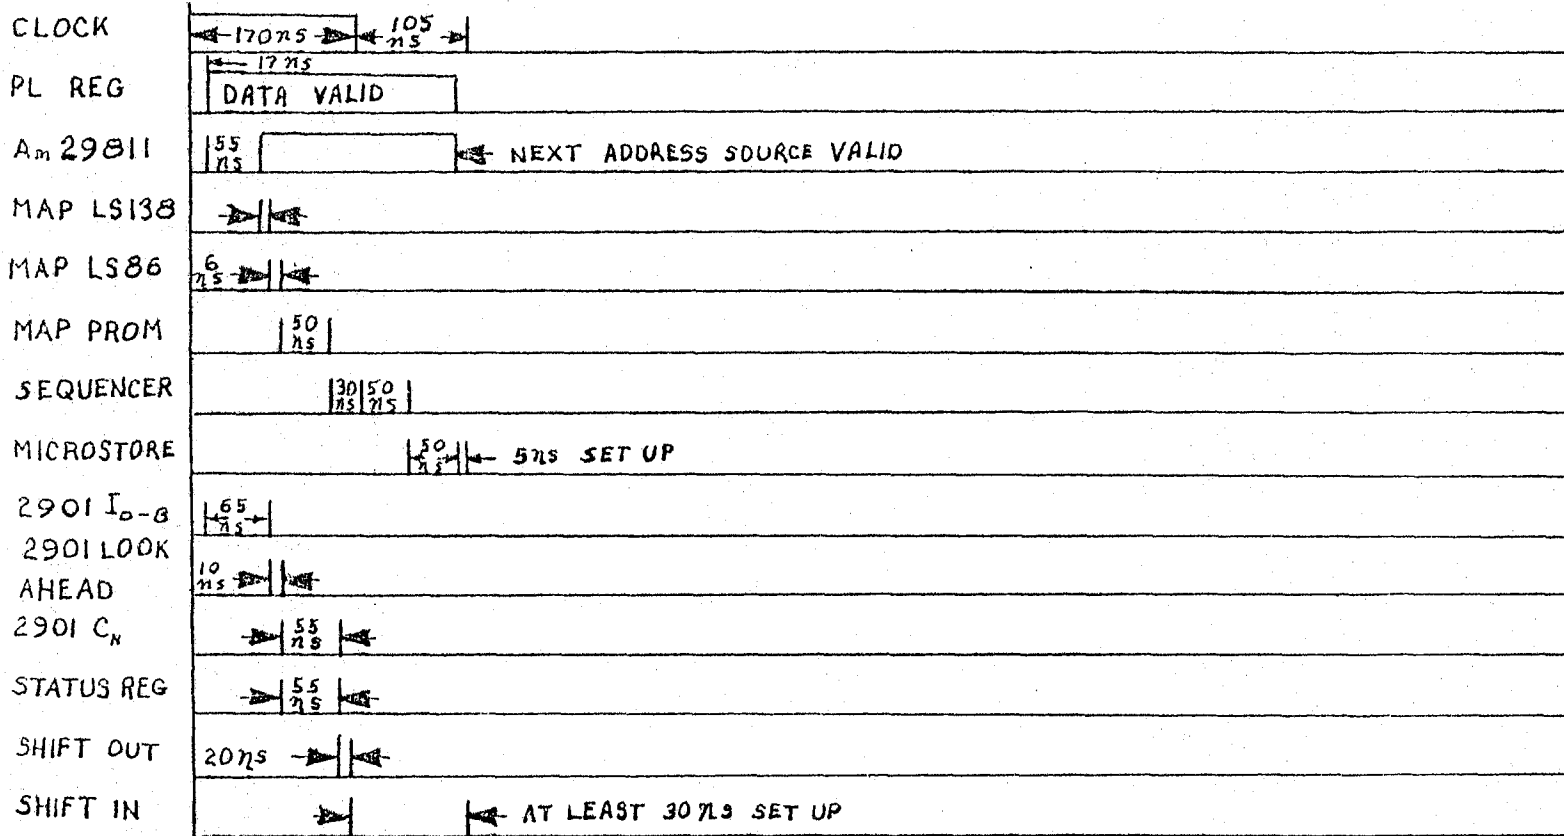 CLOCK
170ns 105 ns
17 ns
PL REG DATA VALID
Am 29811 55 ns NEXT ADDRESS SOURCE VALID
MAP LS138
MAP LS86 6 ns
MAP PROM 50 ns
SEQUENCER 30 ns 50 ns
MICROSTORE 50 ns 5ns SET UP
2901 I0-8 65 ns
2901 LOOK AHEAD 10 ns
2901 CN 55 ns
STATUS REG 55 ns
SHIFT OUT 20ns
SHIFT IN AT LEAST 30 ns SET UP